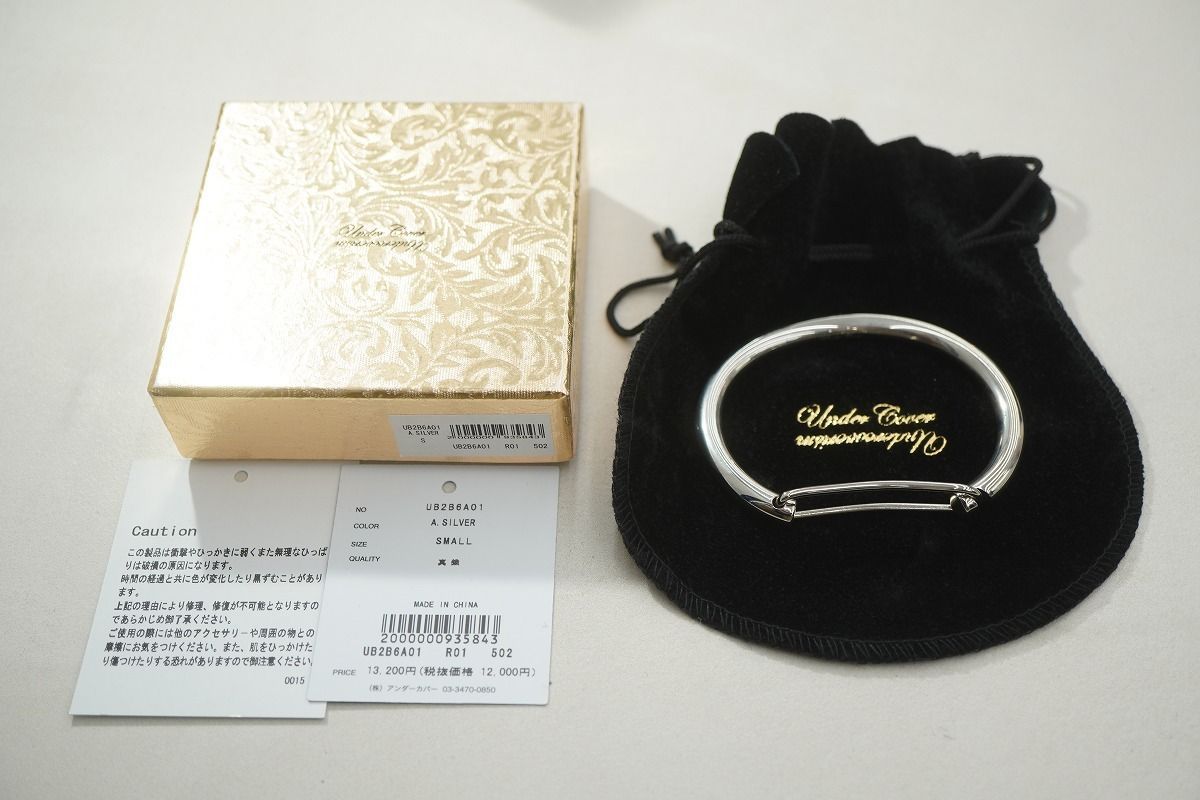 Under Cover
Undercoverism
UB2B6A01
A.SILVER
S
2000000935843
UB2B6A01 R01 502
Caution
この製品は衝撃やひっかきに弱くまた無理なひっぱ
りは破損の原因になります。
時間の経過と共に色が変化したり黒ずむことがあり
ます。
上記の理由により修理、修復が不可能となりますの
であらかじめ御了承ください。
ご使用の際には他のアクセサリーや周囲の物との
摩擦にお気をつけください。また、肌をひっかけた
り傷つけたりする恐れがありますので御注意ください。
0015
NO UB2B6A01
COLOR A.SILVER
SIZE SMALL
QUALITY 真鍮
MADE IN CHINA
2000000935843
UB2B6A01 R01 502
PRICE 13,200円(税抜価格 12,000円)
(株) アンダーカバー 03-3470-0850
Under Cover
Undercoverism